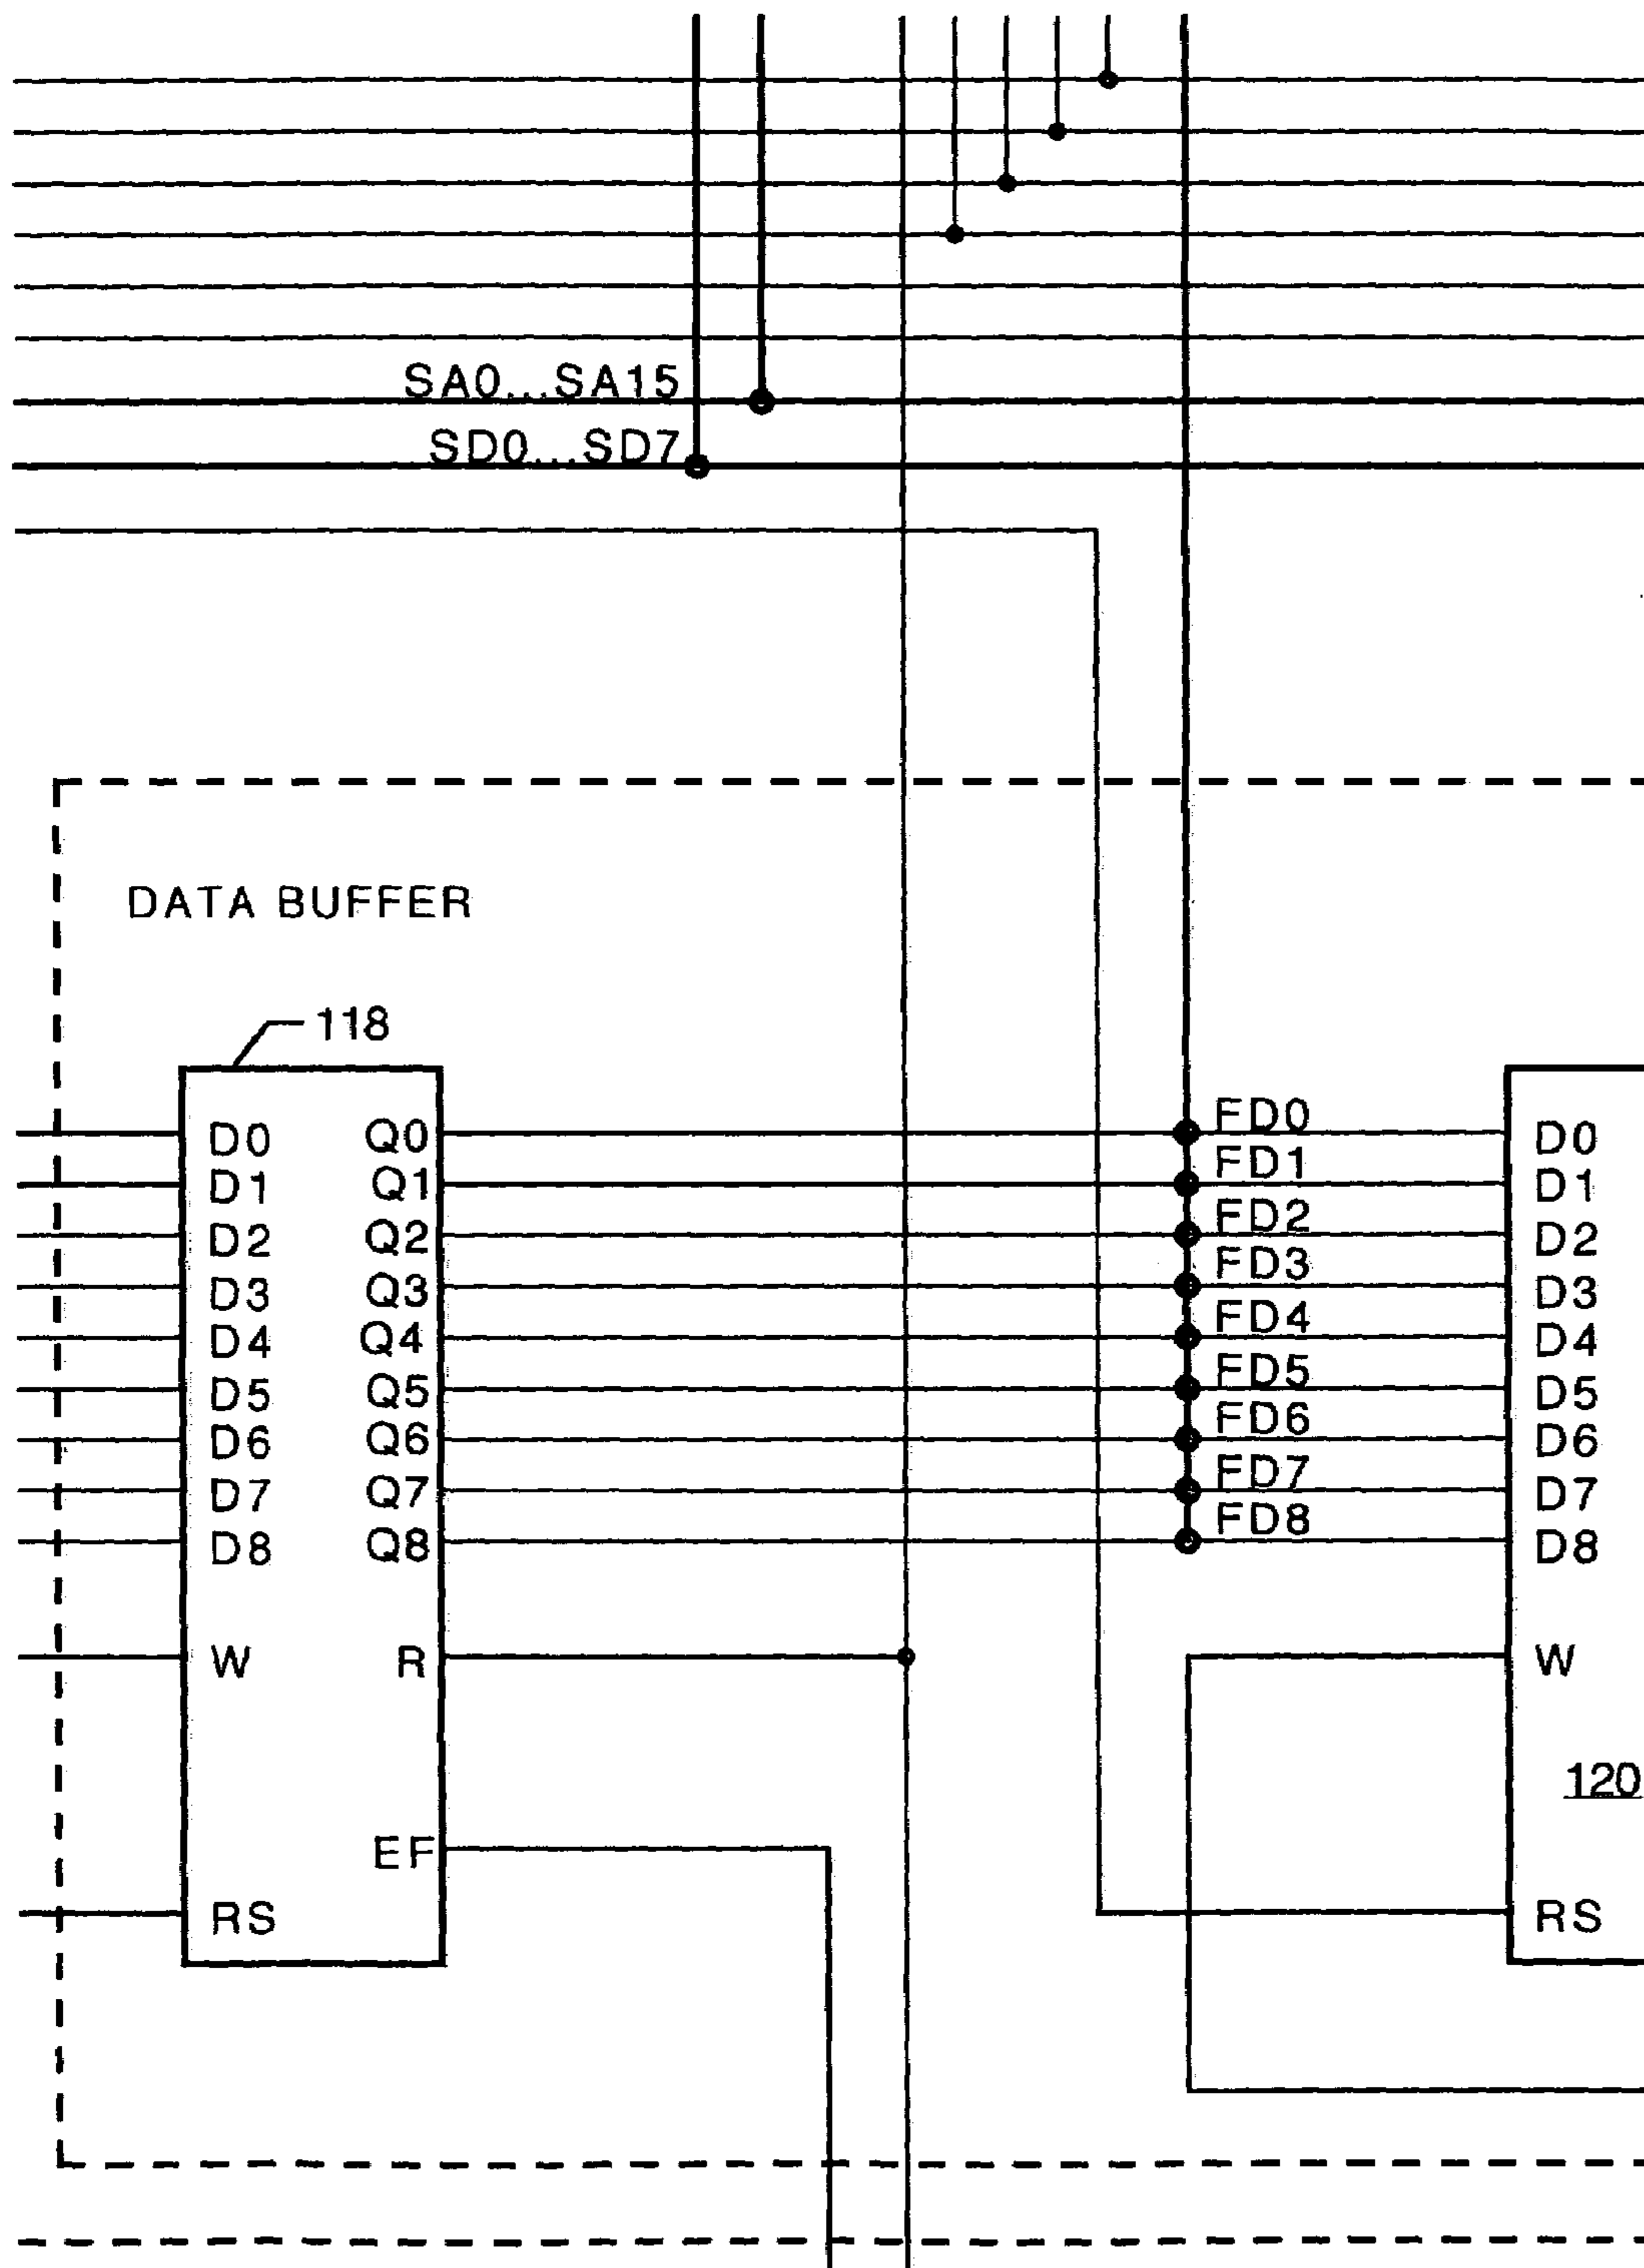 SA0...SA15
SD0...SD7
DATA BUFFER
118
D0 Q0 FD0 D0
D1 Q1 FD1 D1
D2 Q2 FD2 D2
D3 Q3 FD3 D3
D4 Q4 FD4 D4
D5 Q5 FD5 D5
D6 Q6 FD6 D6
D7 Q7 FD7 D7
D8 Q8 FD8 D8
W R W
120
EF
RS RS